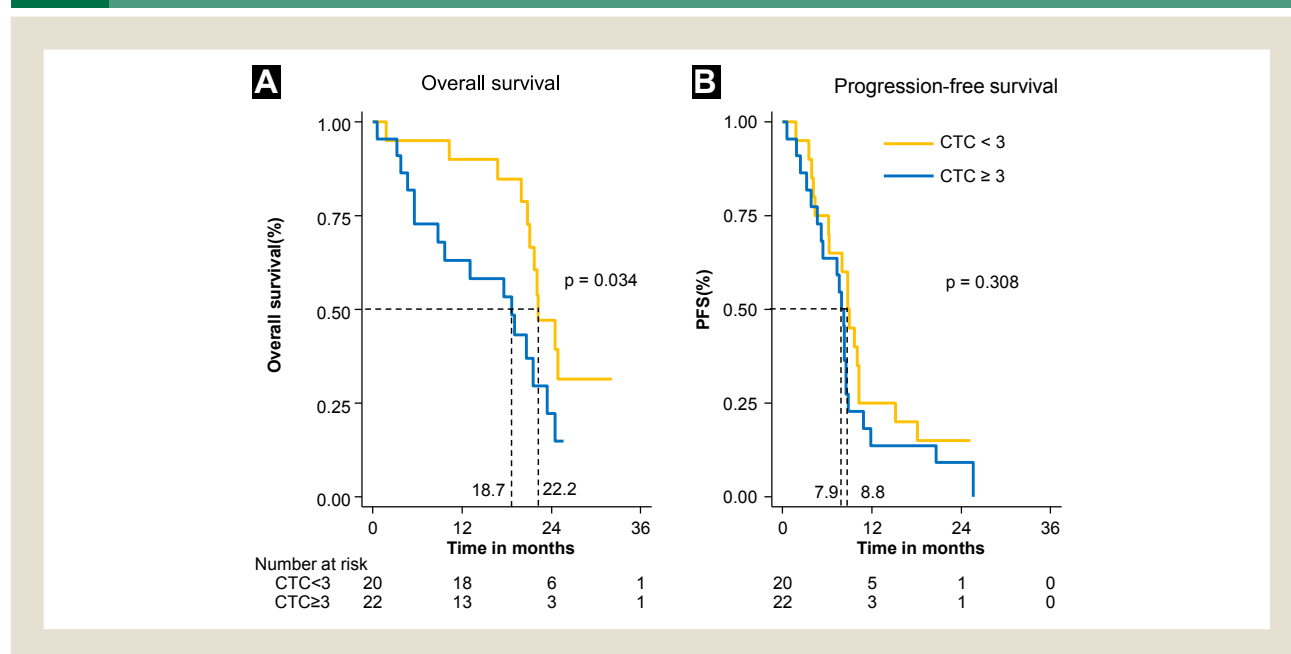 A
Overall survival
1.00
0.75
0.50
0.25
0.00
Overall survival(%)
p = 0.034
18.7
22.2
0 12 24 36
Time in months
B
Progression-free survival
1.00
0.75
0.50
0.25
0.00
PFS(%)
CTC < 3
CTC ≥ 3
p = 0.308
7.9
8.8
0 12 24 36
Time in months
Number at risk
CTC<3 20 18 6 1 20 5 1 0
CTC≥3 22 13 3 1 22 3 1 0